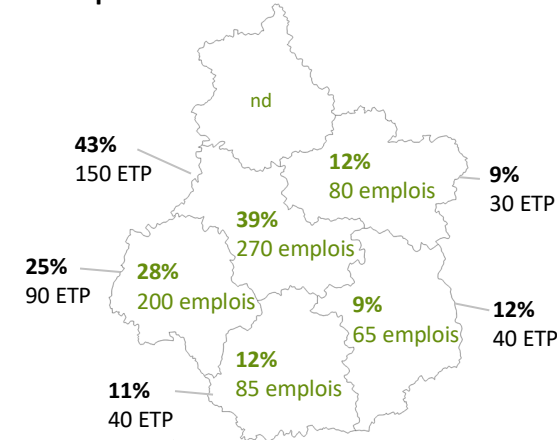 nd
43%
150 ETP
12%
80 emplois
9%
30 ETP
39%
270 emplois
25%
90 ETP
28%
200 emplois
9%
65 emplois
12%
40 ETP
12%
85 emplois
11%
40 ETP